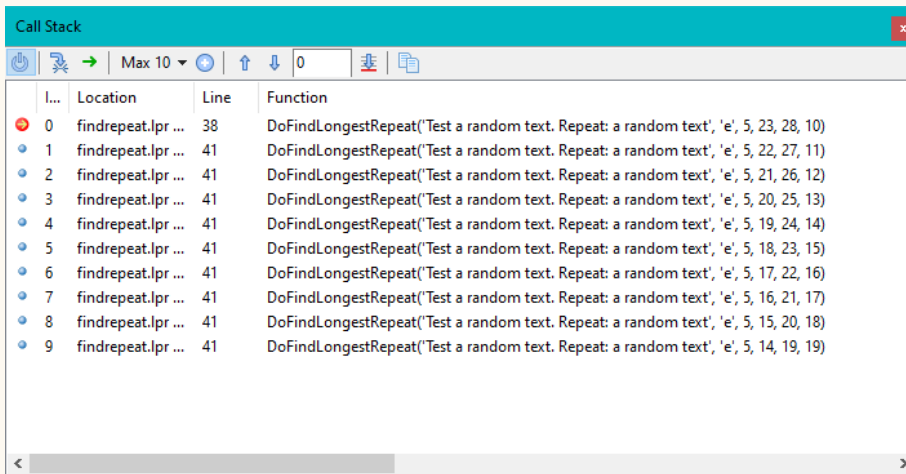 Call Stack
x
Max 10 0
I... Location Line Function
0 findrepeat.lpr ... 38 DoFindLongestRepeat('Test a random text. Repeat: a random text', 'e', 5, 23, 28, 10)
1 findrepeat.lpr ... 41 DoFindLongestRepeat('Test a random text. Repeat: a random text', 'e', 5, 22, 27, 11)
2 findrepeat.lpr ... 41 DoFindLongestRepeat('Test a random text. Repeat: a random text', 'e', 5, 21, 26, 12)
3 findrepeat.lpr ... 41 DoFindLongestRepeat('Test a random text. Repeat: a random text', 'e', 5, 20, 25, 13)
4 findrepeat.lpr ... 41 DoFindLongestRepeat('Test a random text. Repeat: a random text', 'e', 5, 19, 24, 14)
5 findrepeat.lpr ... 41 DoFindLongestRepeat('Test a random text. Repeat: a random text', 'e', 5, 18, 23, 15)
6 findrepeat.lpr ... 41 DoFindLongestRepeat('Test a random text. Repeat: a random text', 'e', 5, 17, 22, 16)
7 findrepeat.lpr ... 41 DoFindLongestRepeat('Test a random text. Repeat: a random text', 'e', 5, 16, 21, 17)
8 findrepeat.lpr ... 41 DoFindLongestRepeat('Test a random text. Repeat: a random text', 'e', 5, 15, 20, 18)
9 findrepeat.lpr ... 41 DoFindLongestRepeat('Test a random text. Repeat: a random text', 'e', 5, 14, 19, 19)